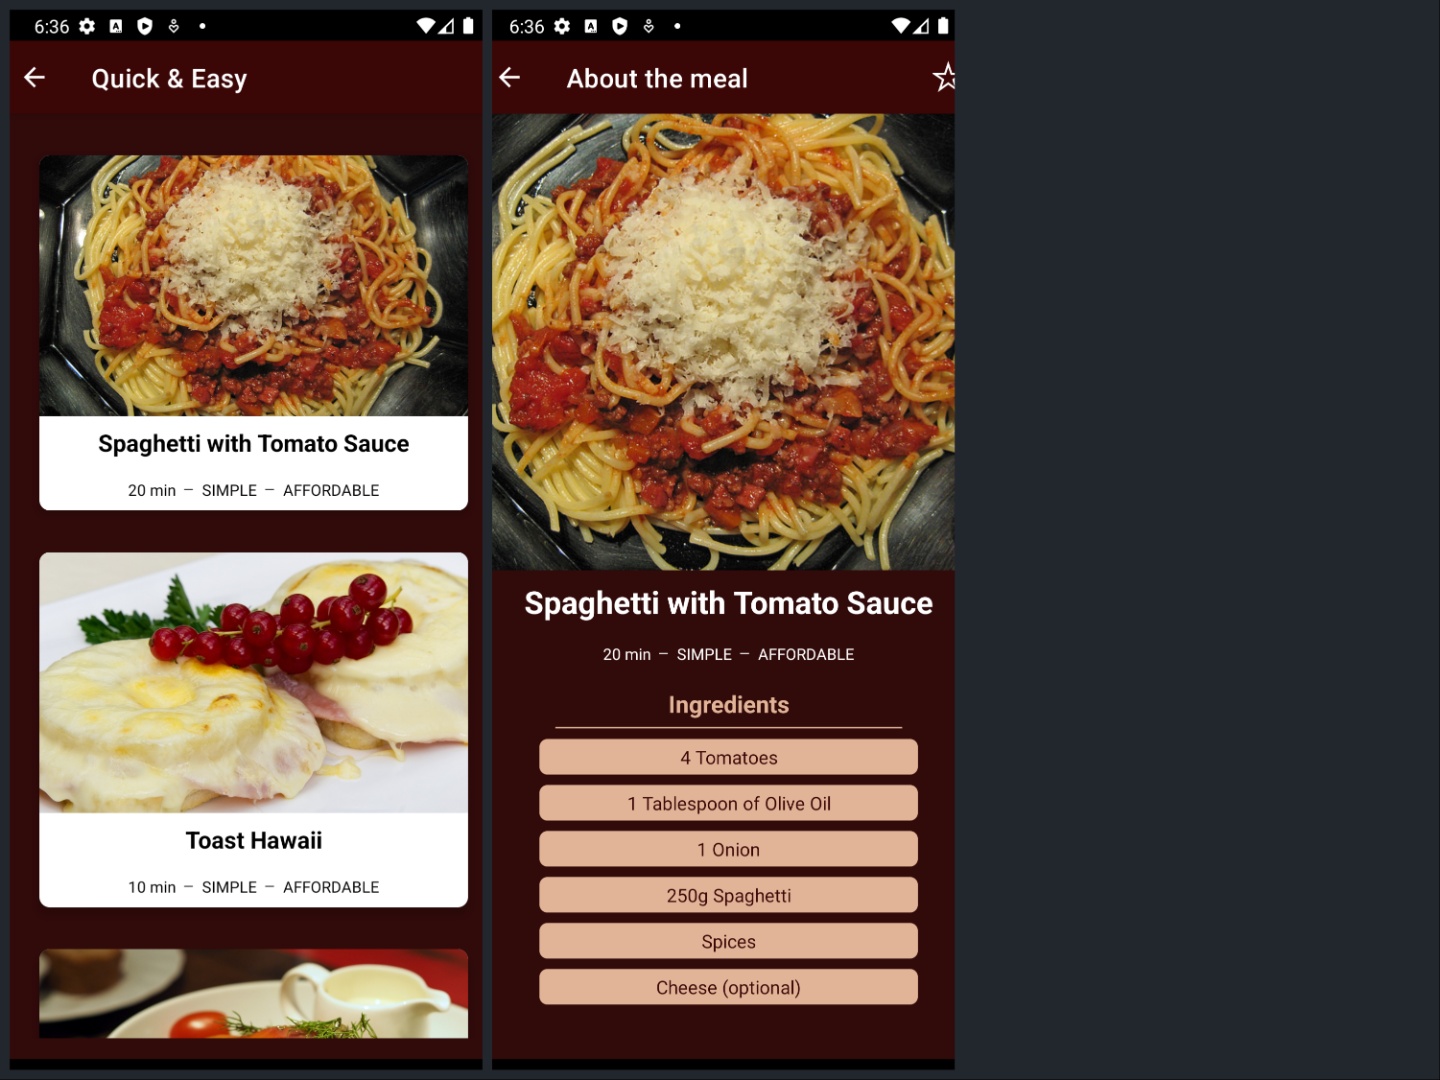 6:36
Quick & Easy
Spaghetti with Tomato Sauce
20 min – SIMPLE – AFFORDABLE
Toast Hawaii
10 min – SIMPLE – AFFORDABLE
6:36
About the meal
Spaghetti with Tomato Sauce
20 min – SIMPLE – AFFORDABLE
Ingredients
4 Tomatoes
1 Tablespoon of Olive Oil
1 Onion
250g Spaghetti
Spices
Cheese (optional)